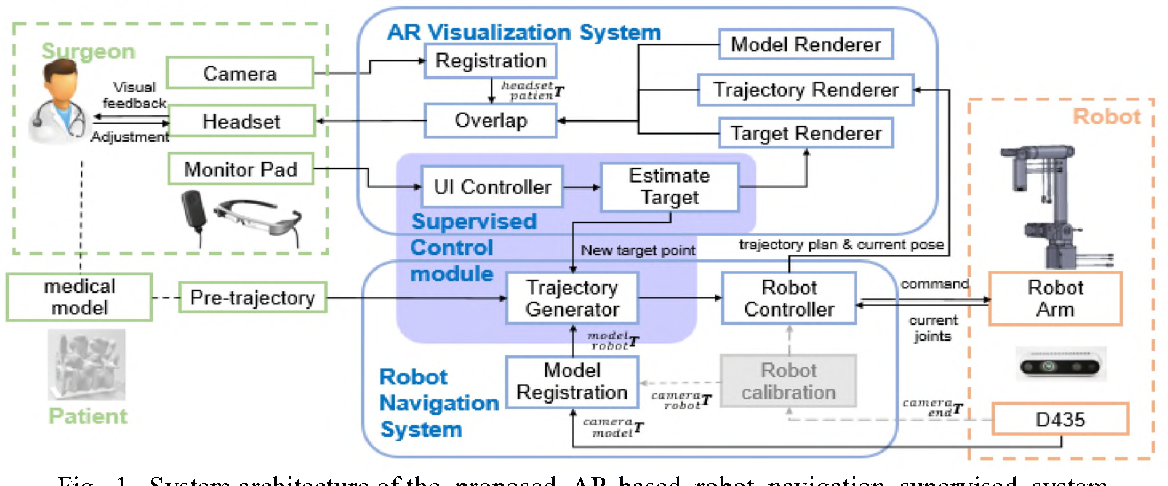 Surgeon
Visual
feedback
Adjustment
Camera
Headset
Monitor Pad
medical
model
Pre-trajectory
Patient
AR Visualization System
Registration
headset
patien T
Overlap
Model Renderer
Trajectory Renderer
Target Renderer
UI Controller
Estimate
Target
Supervised
Control
module
New target point
trajectory plan & current pose
Trajectory
Generator
Robot
Controller
command
current
joints
model
robot T
Model
Registration
Robot
calibration
camera
robot T
camera
model T
camera
end T
Robot
Navigation
System
Robot
Robot
Arm
D435
Fig. 1. System architecture of the proposed AR-based robot navigation supervised system